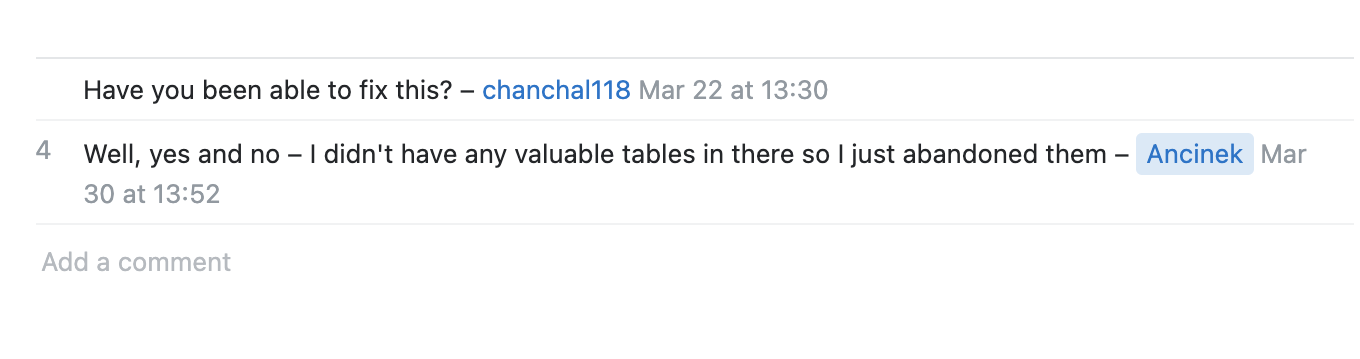 Have you been able to fix this? – chanchal118 Mar 22 at 13:30
4 Well, yes and no – I didn't have any valuable tables in there so I just abandoned them – Ancinek Mar
30 at 13:52
Add a comment